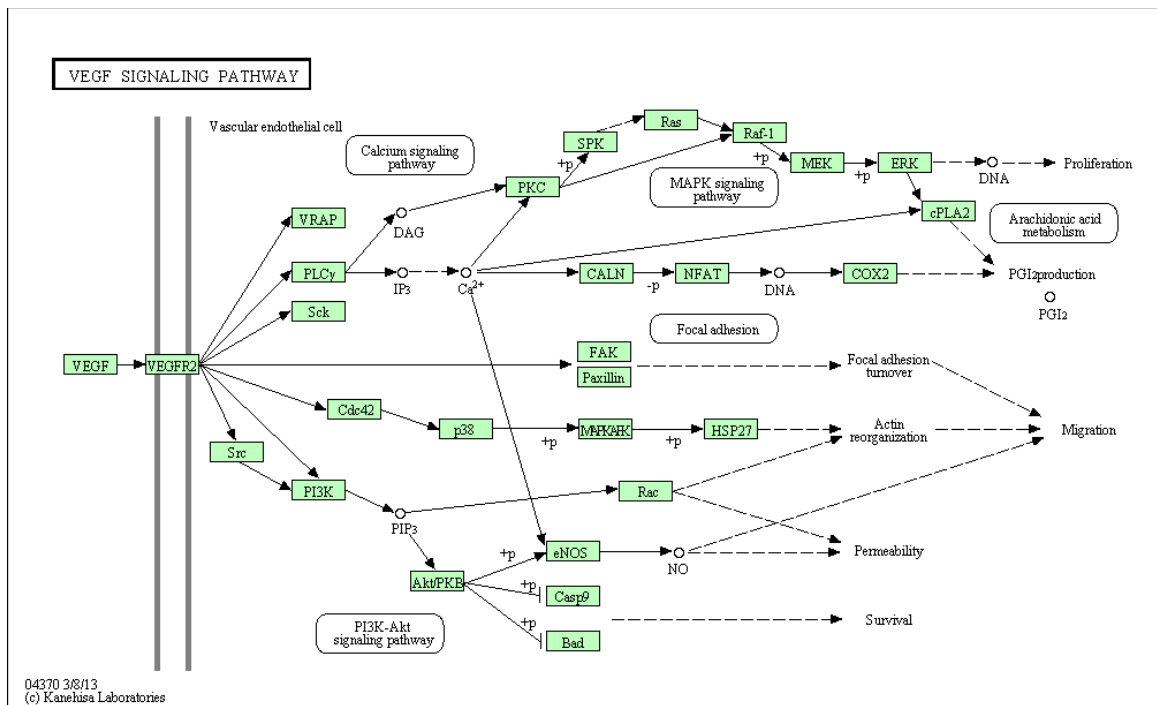 VEGF SIGNALING PATHWAY
Vascular endothelial cell
Calcium signaling
pathway
Ras
SPK
+p
Raf-1
+p
MEK
+p
ERK
DNA
Proliferation
PKC
MAPK signaling
pathway
VRAP
DAG
cPLA2
Arachidonic acid
metabolism
PLCγ
IP3
Ca2+
CALN
-p
NFAT
DNA
COX2
PGI2production
PGI2
Sck
Focal adhesion
VEGF
VEGFR2
FAK
Paxillin
Focal adhesion
turnover
Cdc42
p38
+p
MAPKAPK
+p
HSP27
Actin
reorganization
Migration
Src
PI3K
PIP3
Rac
+p
eNOS
NO
Permeability
Akt/PKB
+p
Casp9
+p
Bad
Survival
PI3K-Akt
signaling pathway
04370 3/8/13
(c) Kanehisa Laboratories